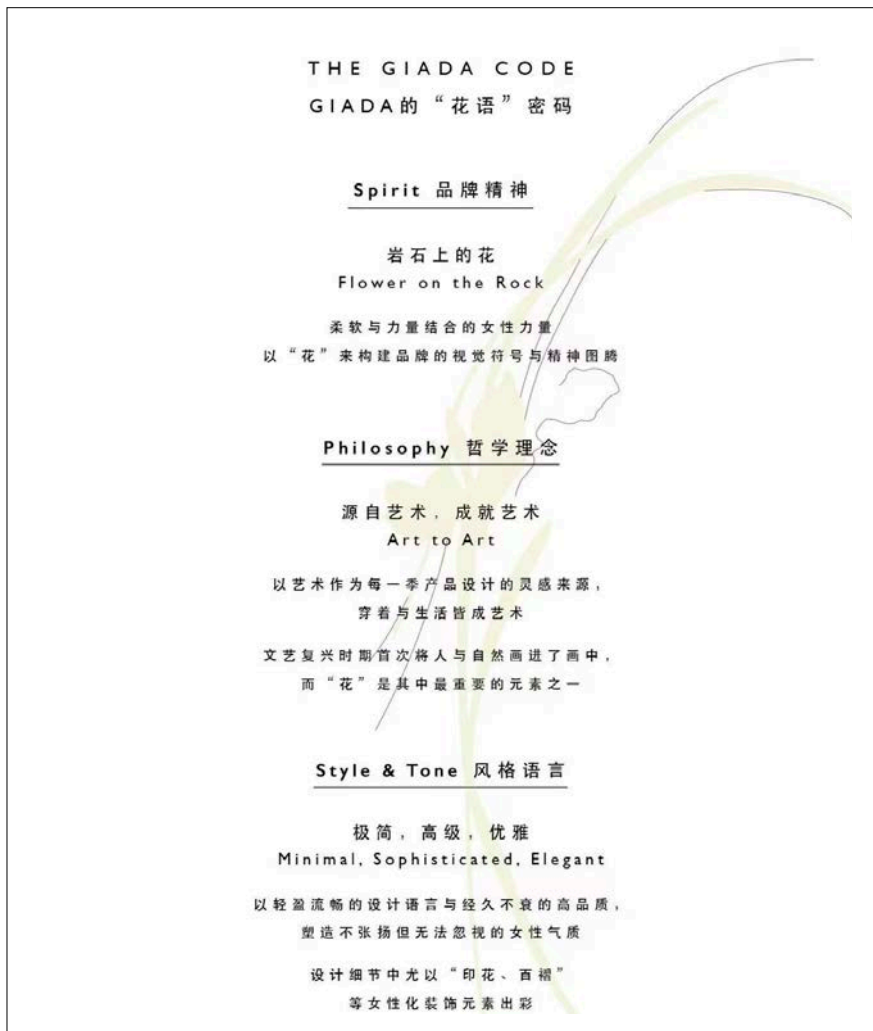 THE GIADA CODE
GIADA的“花语”密码
Spirit 品牌精神
岩石上的花
Flower on the Rock
柔软与力量结合的女性力量
以“花”来构建品牌的视觉符号与精神图腾
Philosophy 哲学理念
源自艺术，成就艺术
Art to Art
以艺术作为每一季产品设计的灵感来源，
穿着与生活皆成艺术
文艺复兴时期首次将人与自然画进了画中，
而“花”是其中最重要的元素之一
Style & Tone 风格语言
极简，高级，优雅
Minimal, Sophisticated, Elegant
以轻盈流畅的设计语言与经久不衰的高品质，
塑造不张扬但无法忽视的女性气质
设计细节中尤以“印花、百褶”
等女性化装饰元素出彩